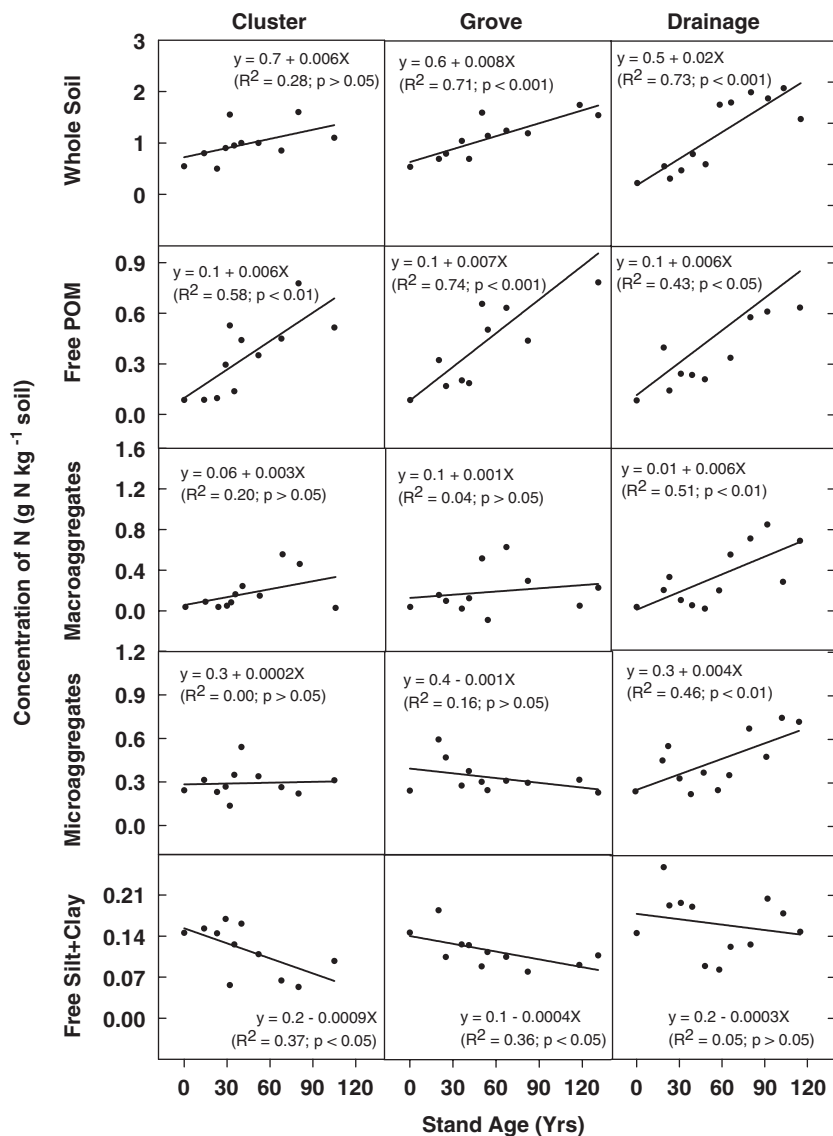 Cluster Grove Drainage
Concentration of N (g N kg⁻¹ soil)
Whole Soil
3
2
1
0
y = 0.7 + 0.006X
(R² = 0.28; p > 0.05)
y = 0.6 + 0.008X
(R² = 0.71; p < 0.001)
y = 0.5 + 0.02X
(R² = 0.73; p < 0.001)
Free POM
0.9
0.6
0.3
0.0
y = 0.1 + 0.006X
(R² = 0.58; p < 0.01)
y = 0.1 + 0.007X
(R² = 0.74; p < 0.001)
y = 0.1 + 0.006X
(R² = 0.43; p < 0.05)
Macroaggregates
1.6
1.2
0.8
0.4
0.0
y = 0.06 + 0.003X
(R² = 0.20; p > 0.05)
y = 0.1 + 0.001X
(R² = 0.04; p > 0.05)
y = 0.01 + 0.006X
(R² = 0.51; p < 0.01)
Microaggregates
1.2
0.9
0.6
0.3
0.0
y = 0.3 + 0.0002X
(R² = 0.00; p > 0.05)
y = 0.4 - 0.001X
(R² = 0.16; p > 0.05)
y = 0.3 + 0.004X
(R² = 0.46; p < 0.01)
Free Silt+Clay
0.21
0.14
0.07
0.00
y = 0.2 - 0.0009X
(R² = 0.37; p < 0.05)
y = 0.1 - 0.0004X
(R² = 0.36; p < 0.05)
y = 0.2 - 0.0003X
(R² = 0.05; p > 0.05)
0 30 60 90 120 0 30 60 90 120 0 30 60 90 120
Stand Age (Yrs)